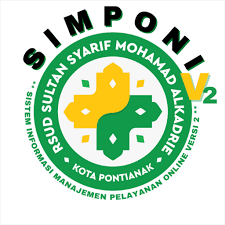 SIMPONI
V2
RSUD SULTAN SYARIF MOHAMAD ALKADRIE
KOTA PONTIANAK
** SISTEM INFORMASI MANAJEMEN PELAYANAN ONLINE VERSI 2 **